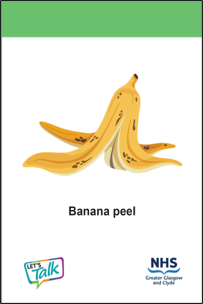 Banana peel
LET'S
Talk
NHS
Greater Glasgow
and Clyde